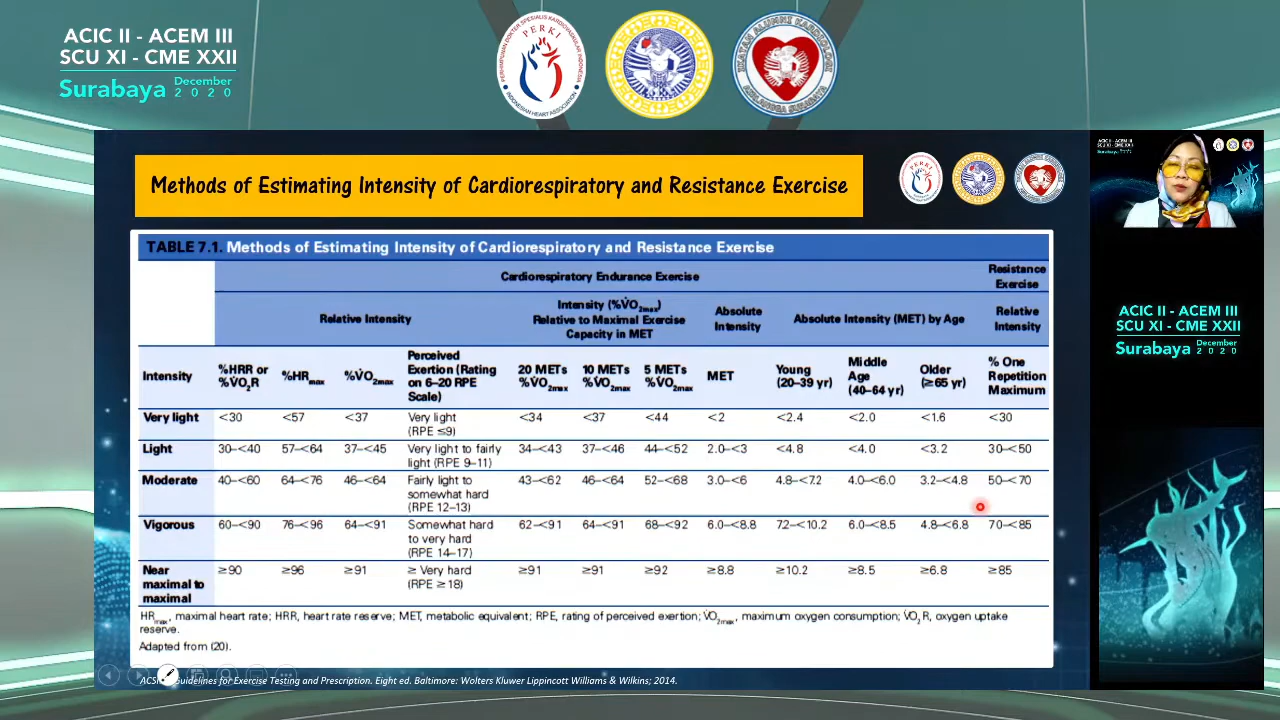 ACIC II - ACEM III
SCU XI - CME XXII
Surabaya December 2020
PERKI
PERHIMPUNAN DOKTER SPESIALIS KARDIOVASKULAR INDONESIA
INDONESIAN HEART ASSOCIATION
Methods of Estimating Intensity of Cardiorespiratory and Resistance Exercise
TABLE 7.1. Methods of Estimating Intensity of Cardiorespiratory and Resistance Exercise
Cardiorespiratory Endurance Exercise
Resistance
Exercise
Relative Intensity
Intensity (%V̇O2max)
Relative to Maximal Exercise
Capacity in MET
Absolute
Intensity
Absolute Intensity (MET) by Age
Relative
Intensity
Intensity
%HRR or
%V̇O2R
%HRmax
%V̇O2max
Perceived
Exertion (Rating
on 6–20 RPE
Scale)
20 METs
%V̇O2max
10 METs
%V̇O2max
5 METs
%V̇O2max
MET
Young
(20–39 yr)
Middle
Age
(40–64 yr)
Older
(≥65 yr)
% One
Repetition
Maximum
Very light <30 <57 <37 Very light <34 <37 <44 <2 <2.4 <2.0 <1.6 <30
(RPE ≤9)
Light 30–<40 57–<64 37–<45 Very light to fairly 34–<43 37–<46 44–<52 2.0–<3 <4.8 <4.0 <3.2 30–<50
light (RPE 9–11)
Moderate 40–<60 64–<76 46–<64 Fairly light to 43–<62 46–<64 52–<68 3.0–<6 4.8–<7.2 4.0–<6.0 3.2–<4.8 50–<70
somewhat hard
(RPE 12–13)
Vigorous 60–<90 76–<96 64–<91 Somewhat hard 62–<91 64–<91 68–<92 6.0–<8.8 7.2–<10.2 6.0–<8.5 4.8–<6.8 70–<85
to very hard
(RPE 14–17)
Near ≥90 ≥96 ≥91 ≥ Very hard ≥91 ≥91 ≥92 ≥8.8 ≥10.2 ≥8.5 ≥6.8 ≥85
maximal to (RPE ≥ 18)
maximal
HRmax, maximal heart rate; HRR, heart rate reserve; MET, metabolic equivalent; RPE, rating of perceived exertion; V̇O2max, maximum oxygen consumption; V̇O2R, oxygen uptake
reserve.
Adapted from (20).
Guidelines for Exercise Testing and Prescription. Eight ed. Baltimore: Wolters Kluwer Lippincott Williams & Wilkins; 2014.
ACIC II - ACEM III
SCU XI - CME XXII
Surabaya December 2020